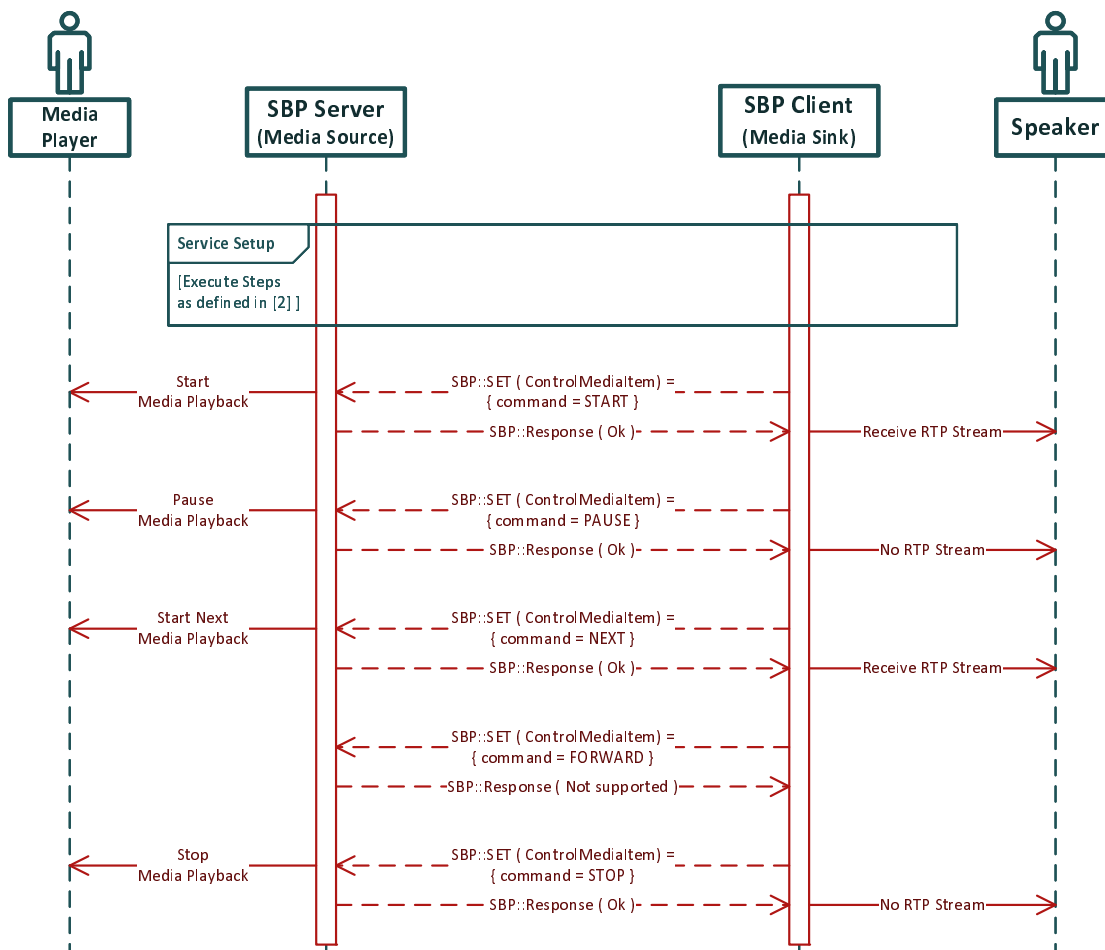 Media
Player
SBP Server
(Media Source)
SBP Client
(Media Sink)
Speaker
Service Setup
[Execute Steps
as defined in [2] ]
Start
Media Playback
SBP::SET ( ControlMediaItem) =
{ command = START }
SBP::Response ( Ok )
Receive RTP Stream
Pause
Media Playback
SBP::SET ( ControlMediaItem) =
{ command = PAUSE }
SBP::Response ( Ok )
No RTP Stream
Start Next
Media Playback
SBP::SET ( ControlMediaItem) =
{ command = NEXT }
SBP::Response ( Ok )
Receive RTP Stream
SBP::SET ( ControlMediaItem) =
{ command = FORWARD }
SBP::Response ( Not supported )
Stop
Media Playback
SBP::SET ( ControlMediaItem) =
{ command = STOP }
SBP::Response ( Ok )
No RTP Stream